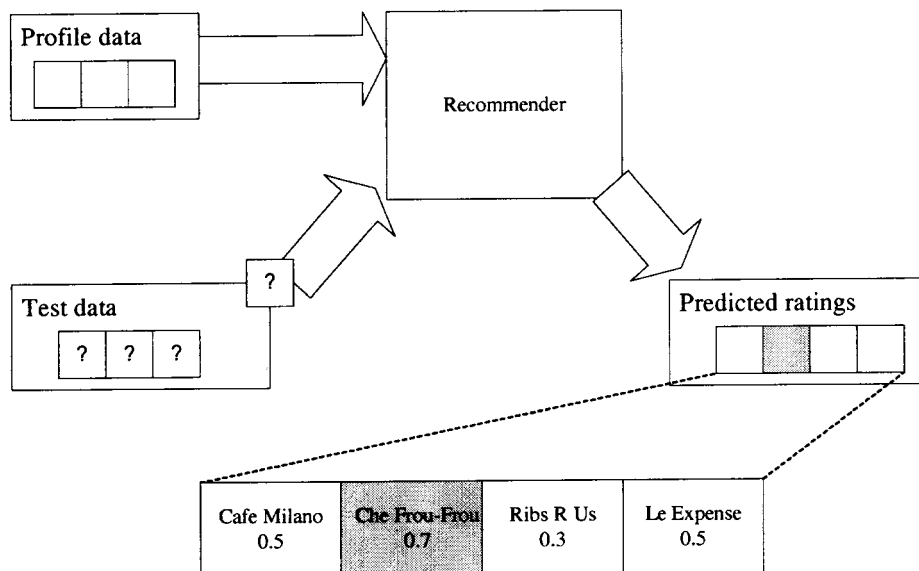 Profile data
Recommender
?
Test data
? ? ?
Predicted ratings
Cafe Milano
0.5
Che Frou-Frou
0.7
Ribs R Us
0.3
Le Expense
0.5